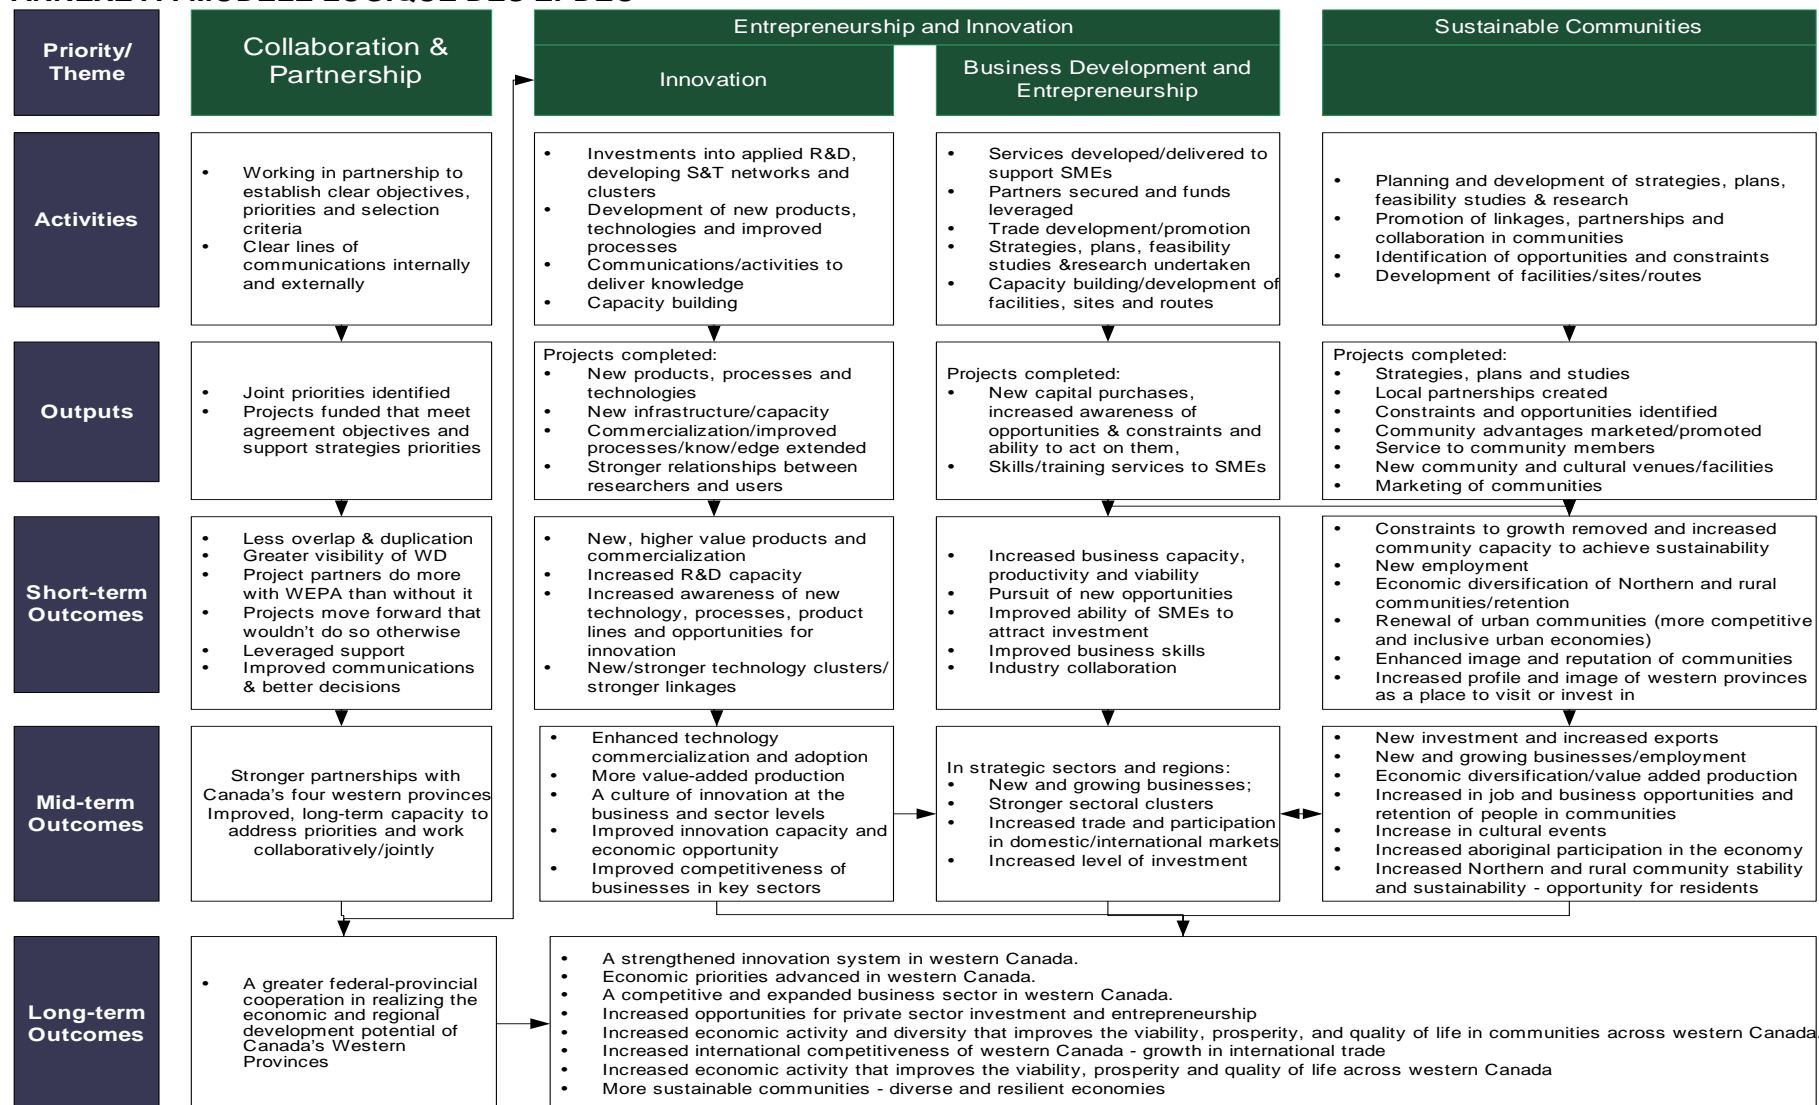 Priority/
Theme
Collaboration &
Partnership
Entrepreneurship and Innovation
Innovation
Business Development and
Entrepreneurship
Sustainable Communities
Activities
• Working in partnership to
establish clear objectives,
priorities and selection
criteria
• Clear lines of
communications internally
and externally
• Investments into applied R&D,
developing S&T networks and
clusters
• Development of new products,
technologies and improved
processes
• Communications/activities to
deliver knowledge
• Capacity building
• Services developed/delivered to
support SMEs
• Partners secured and funds
leveraged
• Trade development/promotion
• Strategies, plans, feasibility
studies &research undertaken
• Capacity building/development of
facilities, sites and routes
• Planning and development of strategies, plans,
feasibility studies & research
• Promotion of linkages, partnerships and
collaboration in communities
• Identification of opportunities and constraints
• Development of facilities/sites/routes
Outputs
• Joint priorities identified
• Projects funded that meet
agreement objectives and
support strategies priorities
Projects completed:
• New products, processes and
technologies
• New infrastructure/capacity
• Commercialization/improved
processes/know/edge extended
• Stronger relationships between
researchers and users
Projects completed:
• New capital purchases,
increased awareness of
opportunities & constraints and
ability to act on them,
• Skills/training services to SMEs
Projects completed:
• Strategies, plans and studies
• Local partnerships created
• Constraints and opportunities identified
• Community advantages marketed/promoted
• Service to community members
• New community and cultural venues/facilities
• Marketing of communities
Short-term
Outcomes
• Less overlap & duplication
• Greater visibility of WD
• Project partners do more
with WEPA than without it
• Projects move forward that
wouldn't do so otherwise
• Leveraged support
• Improved communications
& better decisions
• New, higher value products and
commercialization
• Increased R&D capacity
• Increased awareness of new
technology, processes, product
lines and opportunities for
innovation
• New/stronger technology clusters/
stronger linkages
• Increased business capacity,
productivity and viability
• Pursuit of new opportunities
• Improved ability of SMEs to
attract investment
• Improved business skills
• Industry collaboration
• Constraints to growth removed and increased
community capacity to achieve sustainability
• New employment
• Economic diversification of Northern and rural
communities/retention
• Renewal of urban communities (more competitive
and inclusive urban economies)
• Enhanced image and reputation of communities
• Increased profile and image of western provinces
as a place to visit or invest in
Mid-term
Outcomes
Stronger partnerships with
Canada's four western provinces
Improved, long-term capacity to
address priorities and work
collaboratively/jointly
• Enhanced technology
commercialization and adoption
• More value-added production
• A culture of innovation at the
business and sector levels
• Improved innovation capacity and
economic opportunity
• Improved competitiveness of
businesses in key sectors
In strategic sectors and regions:
• New and growing businesses;
• Stronger sectoral clusters
• Increased trade and participation
in domestic/international markets
• Increased level of investment
• New investment and increased exports
• New and growing businesses/employment
• Economic diversification/value added production
• Increased in job and business opportunities and
retention of people in communities
• Increase in cultural events
• Increased aboriginal participation in the economy
• Increased Northern and rural community stability
and sustainability - opportunity for residents
Long-term
Outcomes
• A greater federal-provincial
cooperation in realizing the
economic and regional
development potential of
Canada's Western
Provinces
• A strengthened innovation system in western Canada.
• Economic priorities advanced in western Canada.
• A competitive and expanded business sector in western Canada.
• Increased opportunities for private sector investment and entrepreneurship
• Increased economic activity and diversity that improves the viability, prosperity, and quality of life in communities across western Canada.
• Increased international competitiveness of western Canada - growth in international trade
• Increased economic activity that improves the viability, prosperity and quality of life across western Canada
• More sustainable communities - diverse and resilient economies